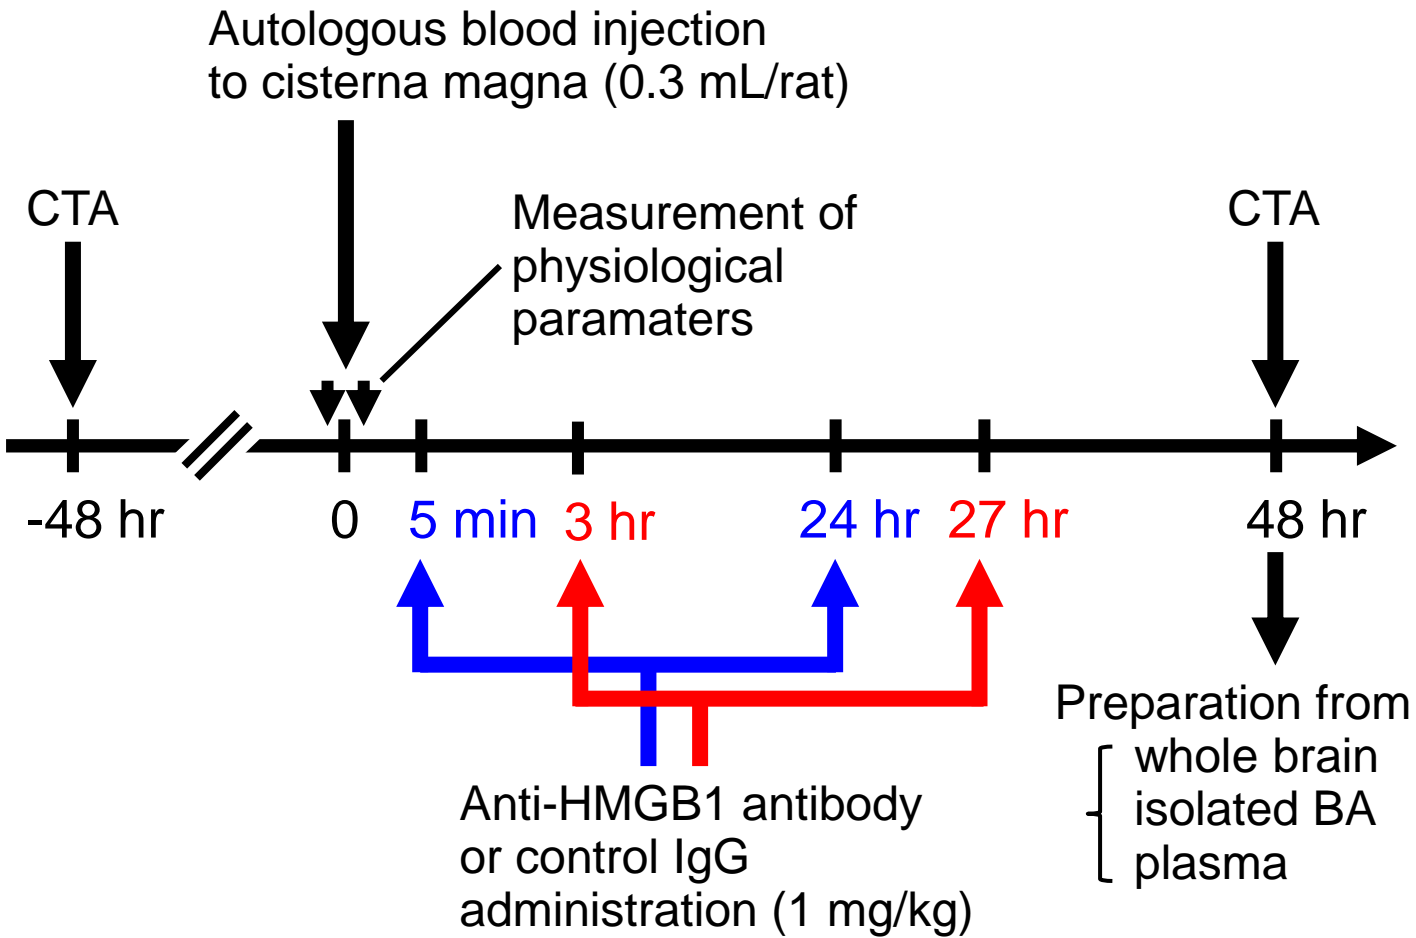 Autologous blood injection
to cisterna magna (0.3 mL/rat)
CTA
Measurement of
physiological
paramaters
CTA
-48 hr
0
5 min
3 hr
24 hr
27 hr
48 hr
Anti-HMGB1 antibody
or control IgG
administration (1 mg/kg)
Preparation from
whole brain
isolated BA
plasma